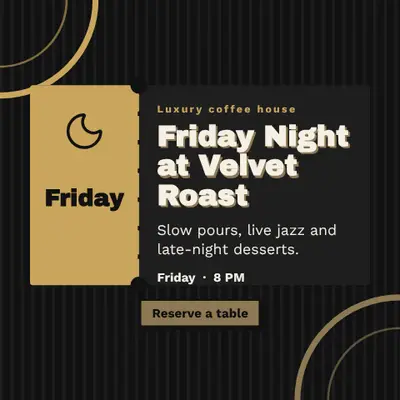 Friday
Luxury coffee house
Friday Night
at Velvet
Roast
Slow pours, live jazz and
late-night desserts.
Friday · 8 PM
Reserve a table